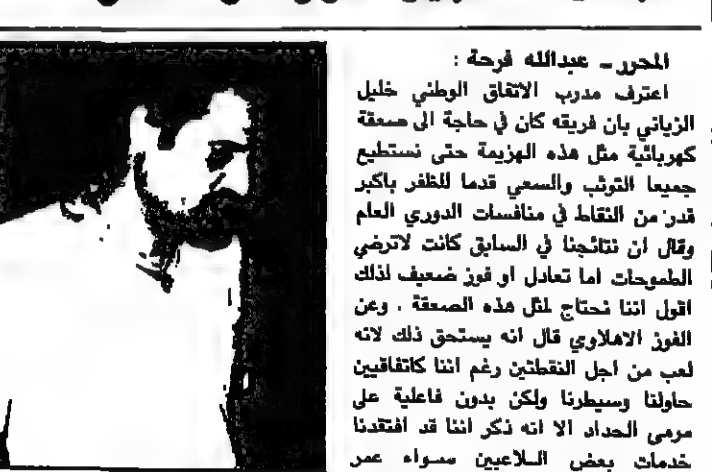 المحرر ـ عبدالله فرحة :
اعترف مدرب الاتفاق الوطني خليل
الزياني بان فريقه كان في حاجة الى صعقة
كهربائية مثل هذه الهزيمة حتى نستطيع
جميعا التوثب والسعي قدما للظفر باكبر
قدر من النقاط في منافسات الدوري العام
وقال ان نتائجنا في السابق كانت لاترضي
الطموحات اما تعادل او فوز ضعيف لذلك
اقول اننا نحتاج لمثل هذه الصعقة . وعن
الفوز الاهلاوي قال انه يستحق ذلك لانه
لعب من اجل النقطتين رغم اننا كاتفاقيين
حاولنا وسيطرنا ولكن بدون فاعلية على
مرمى الحداد الا انه ذكر اننا قد افتقدنا
خدمات بعض اللاعبين سواء عمر